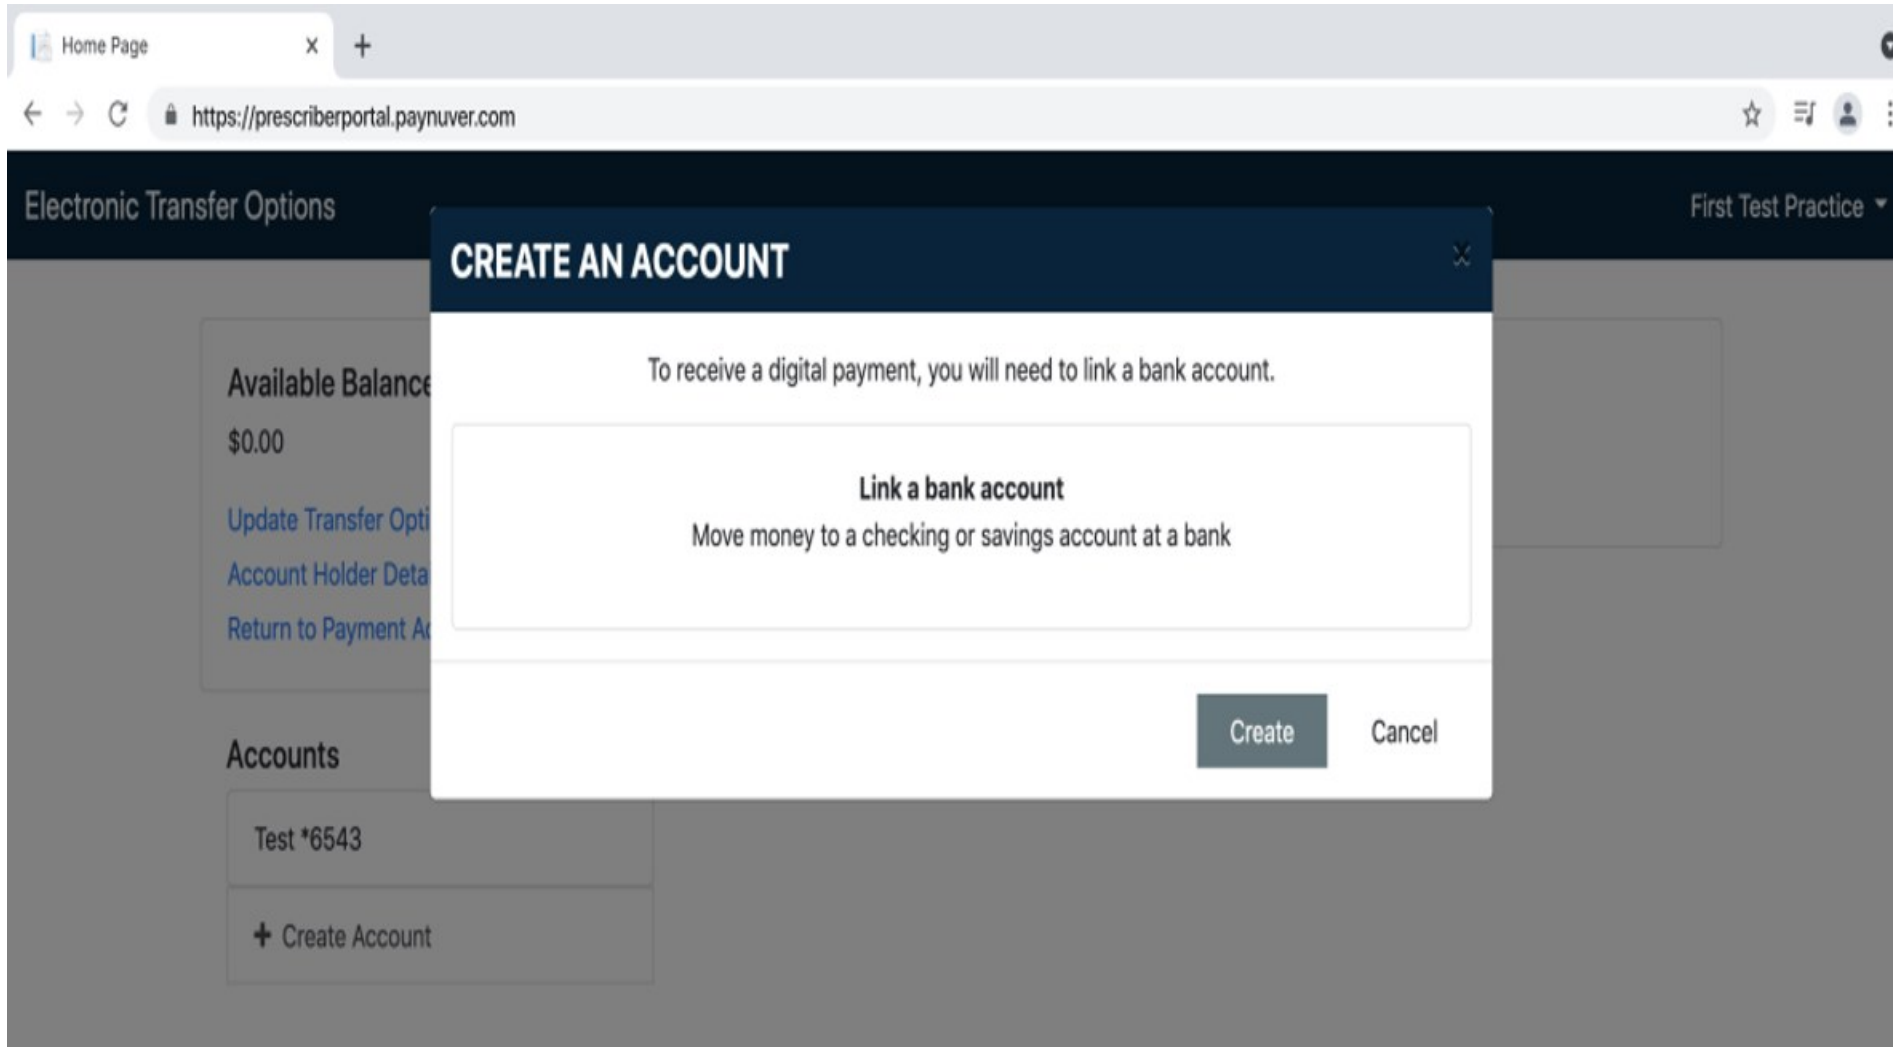 Home Page
https://prescriberportal.paynuver.com
Electronic Transfer Options
First Test Practice
CREATE AN ACCOUNT
To receive a digital payment, you will need to link a bank account.
Link a bank account
Move money to a checking or savings account at a bank
Create Cancel
Available Balance
$0.00
Update Transfer Opti
Account Holder Deta
Return to Payment A
Accounts
Test *6543
+ Create Account